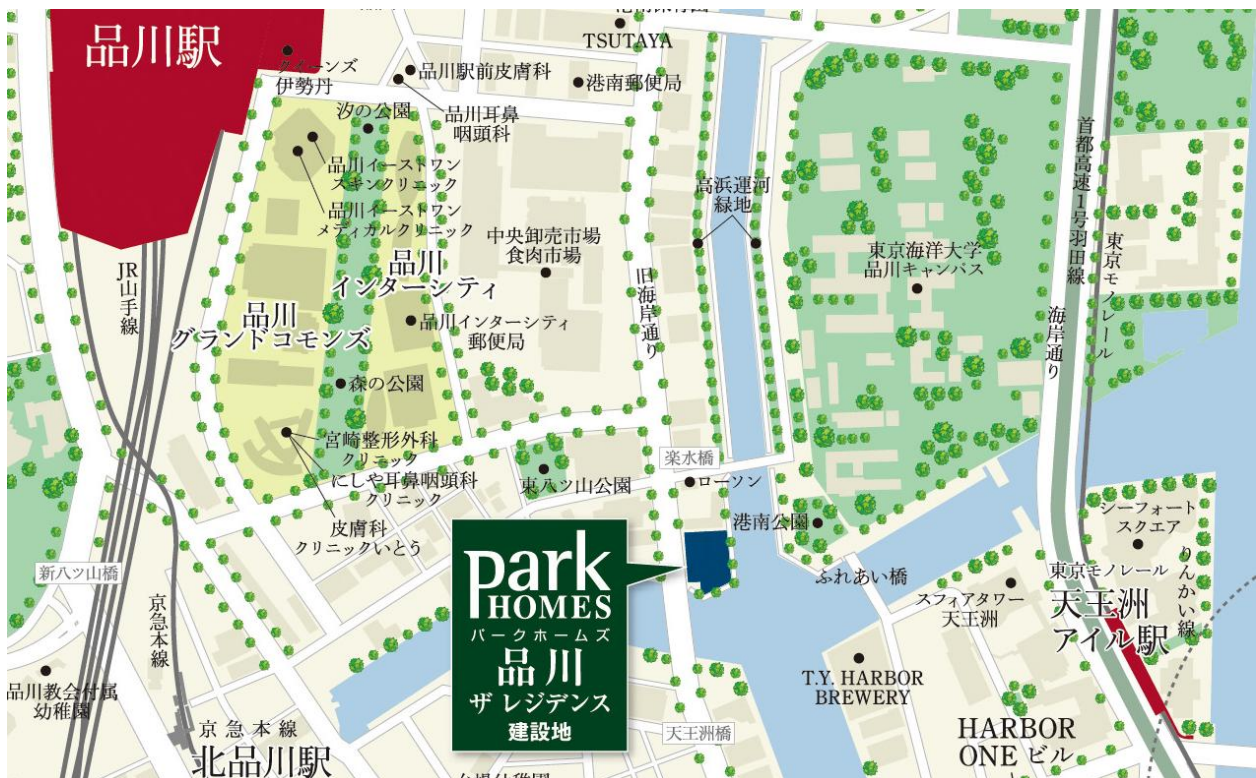 品川駅
クイーンズ
伊勢丹
品川駅前皮膚科
品川耳鼻
咽頭科
TSUTAYA
港南郵便局
汐の公園
品川イーストワン
スキンクリニック
品川イーストワン
メディカルクリニック
中央卸売市場
食肉市場
品川
インターシティ
品川
グランドコモンズ
品川インターシティ
郵便局
森の公園
宮崎整形外科
クリニック
にしや耳鼻咽頭科
クリニック
皮膚科
クリニックいとう
JR山手線
旧海岸通り
高浜運河
緑地
東京海洋大学
品川キャンパス
首都高速1号羽田線
東京モノレール
海岸通り
楽水橋
ローソン
東八ツ山公園
港南公園
ふれあい橋
シーフォート
スクエア
りんかい線
東京モノレール
天王洲
アイル駅
スフィアタワー
天王洲
T.Y. HARBOR
BREWERY
HARBOR
ONE ビル
天王洲橋
Park
HOMES
パークホームズ
品川
ザ レジデンス
建設地
新八ツ山橋
京急本線
品川教会付属
幼稚園
京急本線
北品川駅